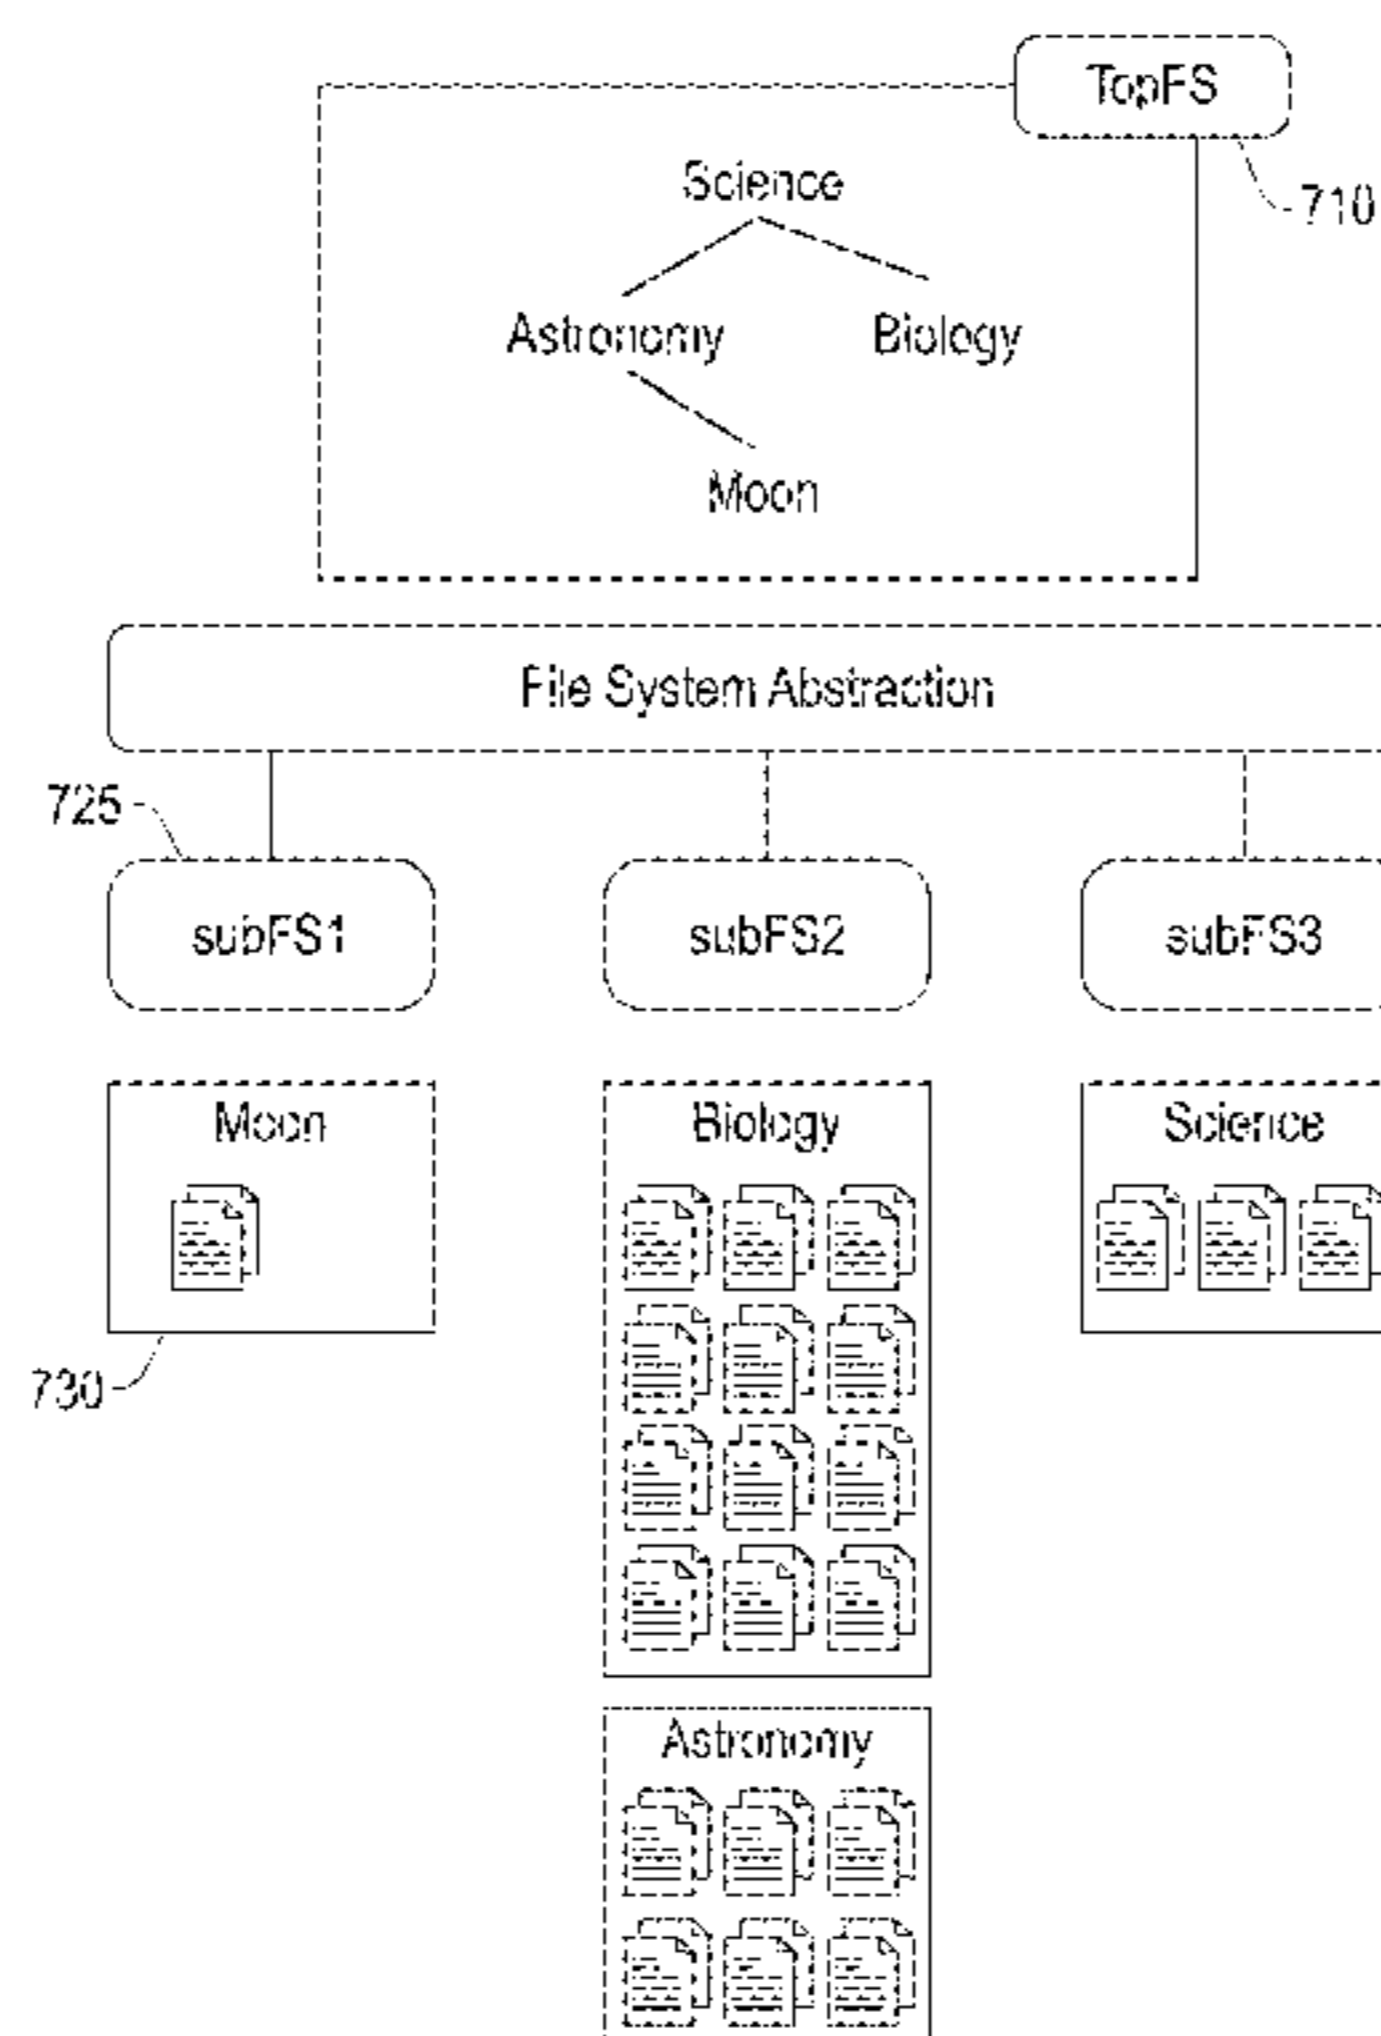 TopFS
710
Science
Astronomy Biology
Moon
File System Abstraction
725
subFS1 subFS2 subFS3
Moon Biology Science
730
Astronomy